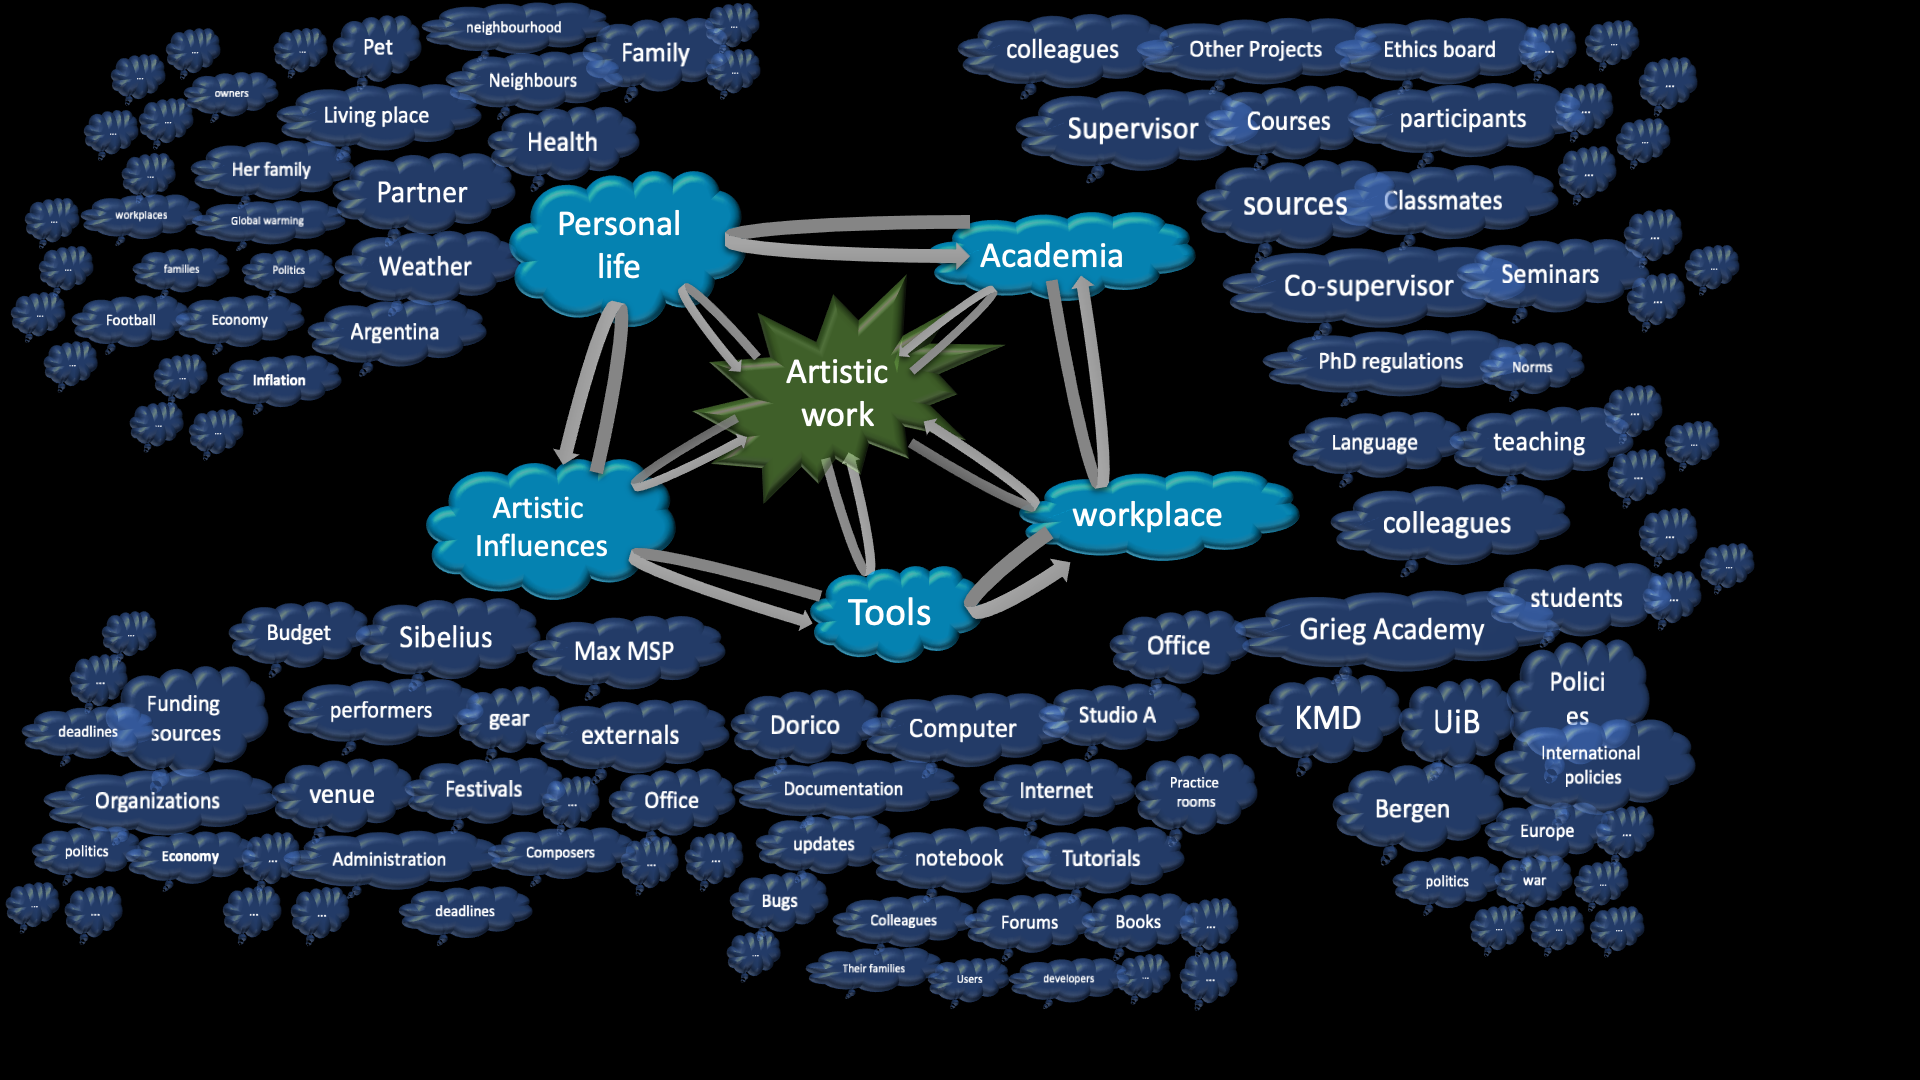 neighbourhood
Pet
Family
...
...
...
...
Neighbours
...
owners
...
...
Living place
Health
Her family
...
Partner
workplaces
Global warming
...
Weather
families
Politics
...
Football
Economy
Argentina
...
...
Inflation
...
...
...
colleagues
Other Projects
Ethics board
...
...
...
Supervisor
Courses
participants
...
...
sources
Classmates
...
Co-supervisor
Seminars
...
...
...
PhD regulations
Norms
Language
teaching
...
...
...
colleagues
...
...
students
...
Grieg Academy
Office
Personal
life
Academia
Artistic
work
Artistic
Influences
workplace
Tools
...
Budget
Sibelius
Max MSP
...
Funding
sources
deadlines
performers
gear
externals
Organizations
venue
Festivals
...
Office
politics
Economy
...
Administration
Composers
...
...
...
...
...
...
deadlines
Dorico
Computer
Studio A
Documentation
Internet
Practice
rooms
updates
notebook
Tutorials
Bugs
Colleagues
Forums
Books
...
...
Their families
Users
developers
...
...
KMD
UiB
Polici
es
International
policies
Bergen
Europe
...
politics
war
...
...
...
...